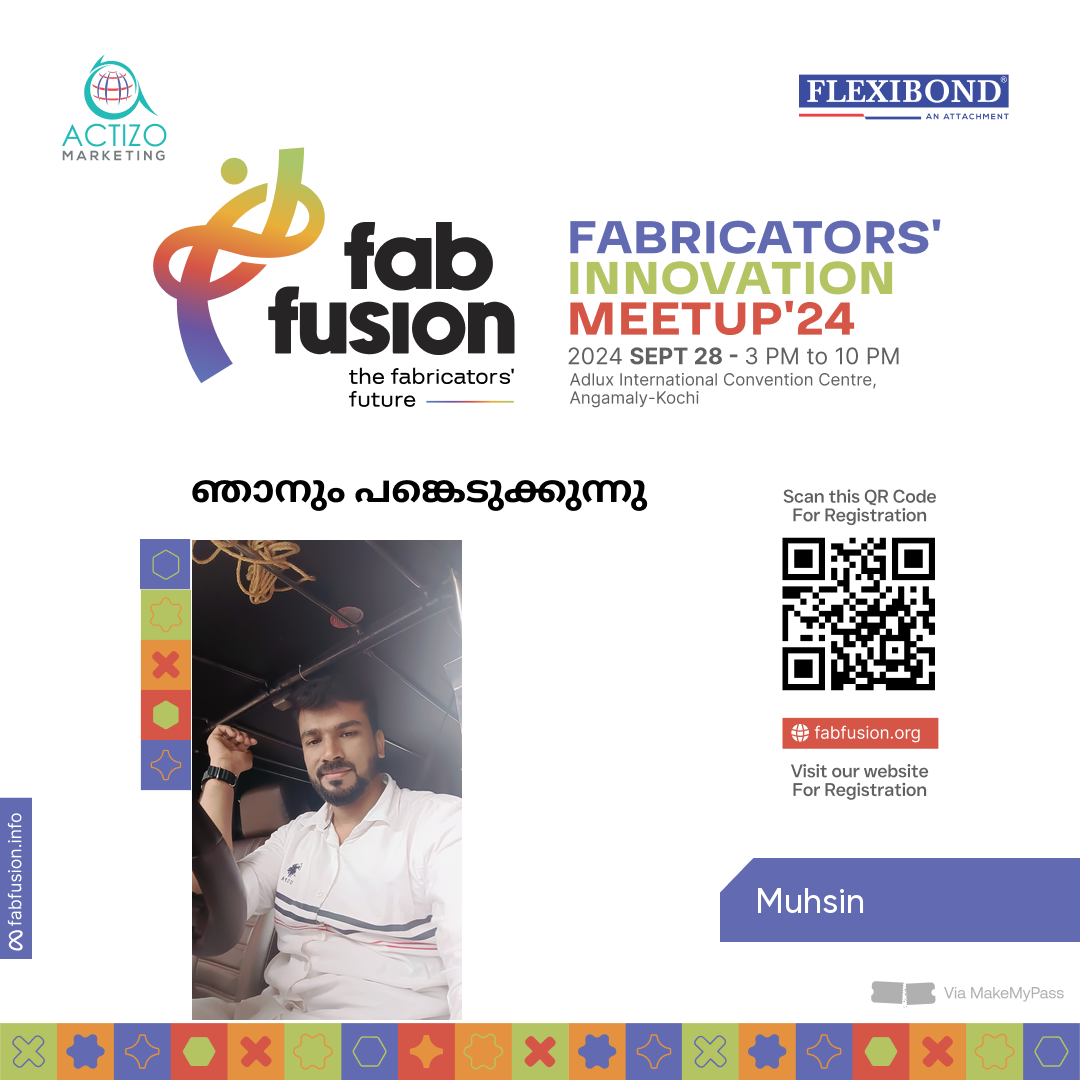 ACTIZO
MARKETING
FLEXIBOND®
AN ATTACHMENT
fab
fusion
the fabricators'
future
FABRICATORS'
INNOVATION
MEETUP'24
2024 SEPT 28 - 3 PM to 10 PM
Adlux International Convention Centre,
Angamaly-Kochi
ഞാനും പങ്കെടുക്കുന്നു
Scan this QR Code
For Registration
fabfusion.org
Visit our website
For Registration
fabfusion.info
Muhsin
Via MakeMyPass